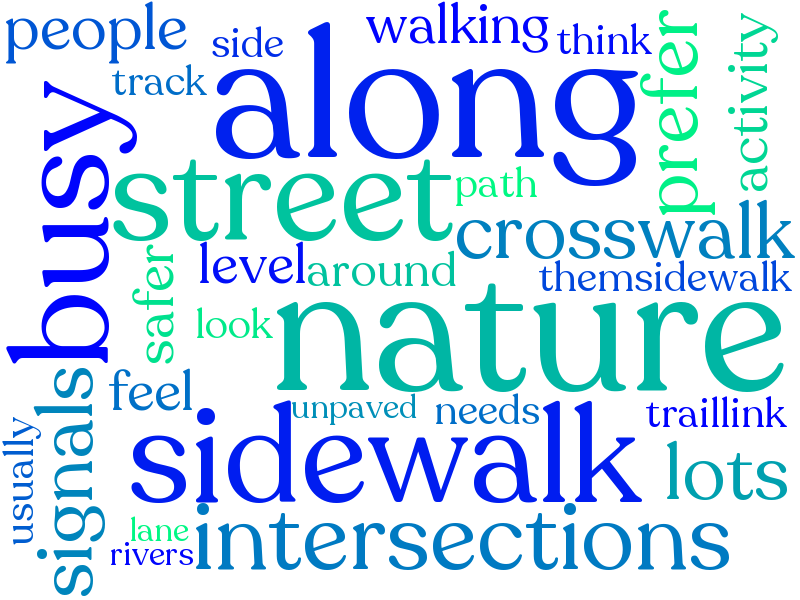 people
side
walking
think
prefer
activity
track
along
busy
street
path
crosswalk
safer
level
around
themsidewalk
look
nature
signals
feel
unpaved
needs
traillink
usually
sidewalk
lots
lane
rivers
intersections